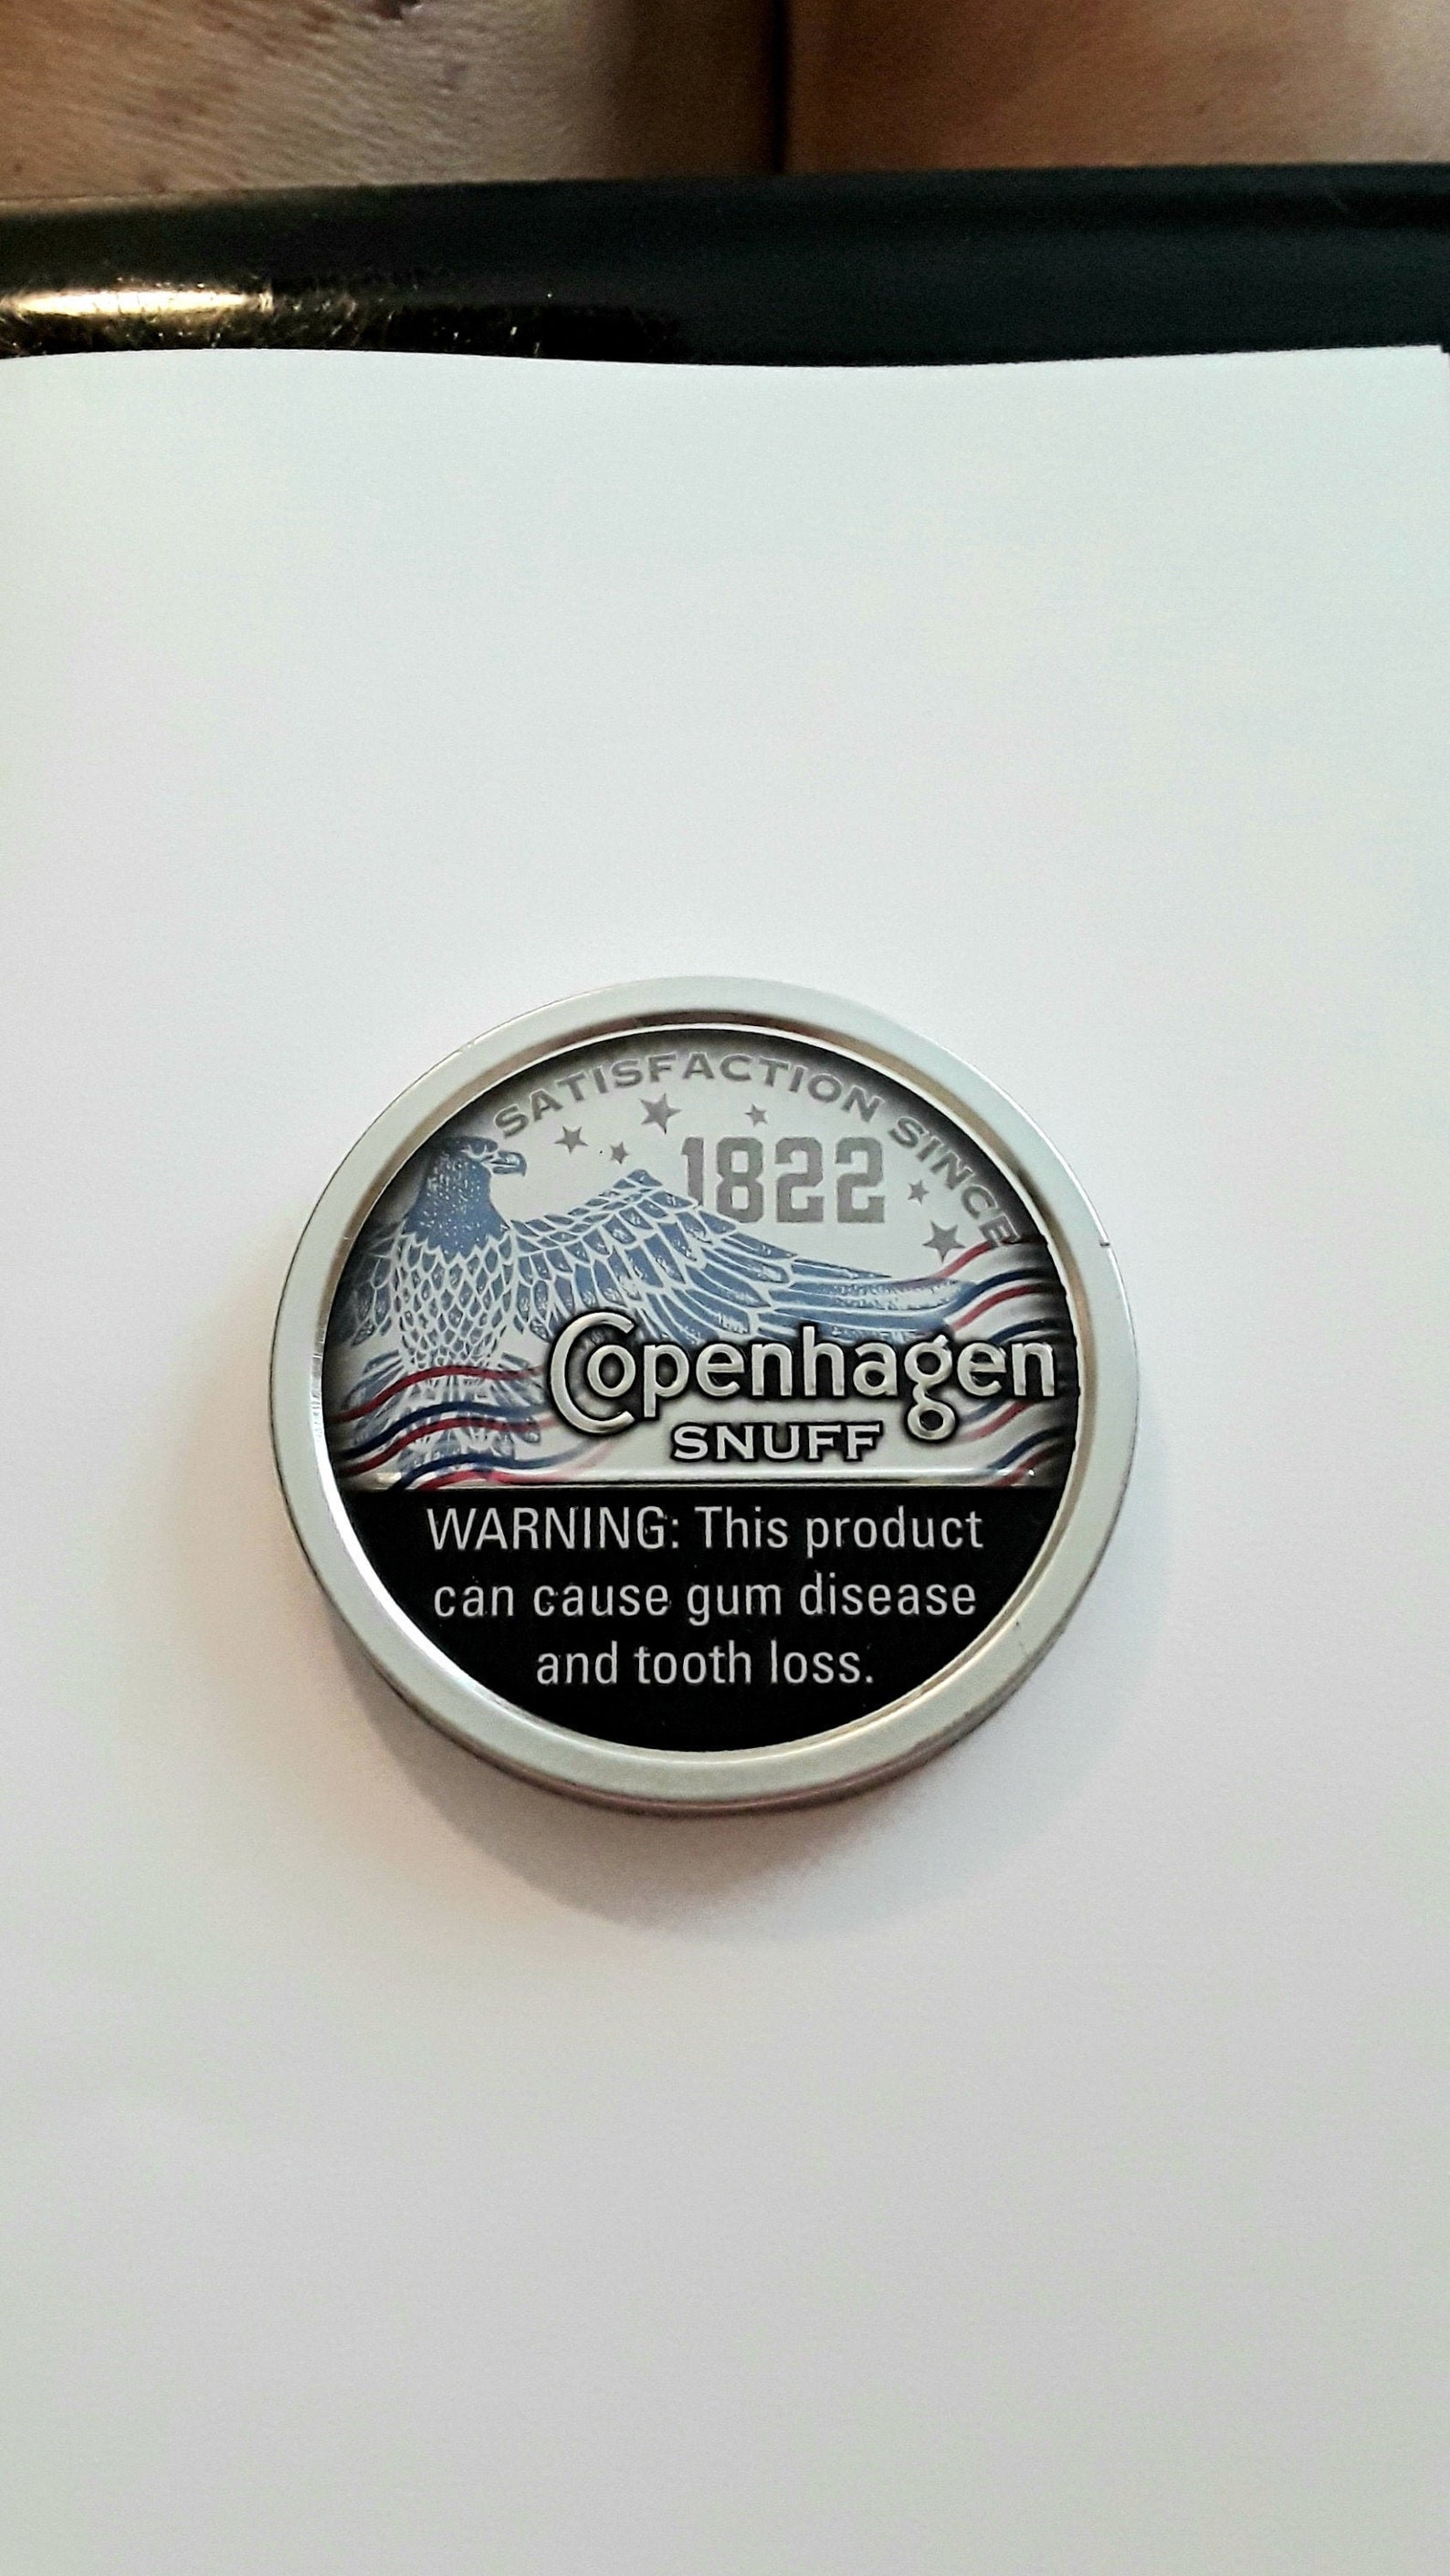 SATISFACTION SINCE
1822
Copenhagen
SNUFF
WARNING: This product
can cause gum disease
and tooth loss.